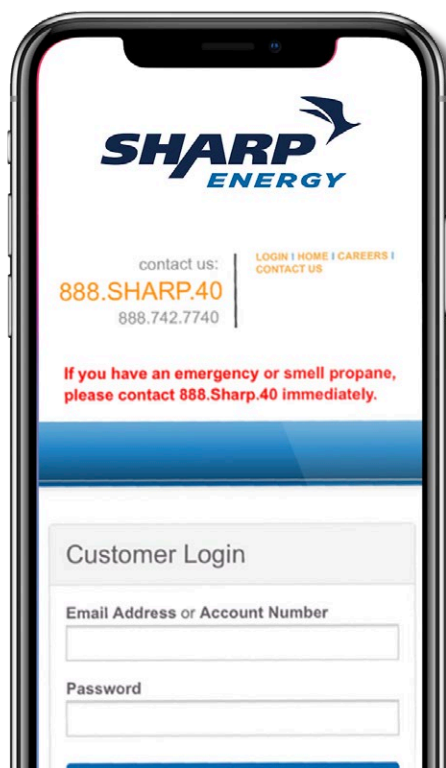 SHARP
ENERGY
contact us:
888.SHARP.40
888.742.7740
LOGIN I HOME I CAREERS I
CONTACT US
If you have an emergency or smell propane,
please contact 888.Sharp.40 immediately.
Customer Login
Email Address or Account Number
Password